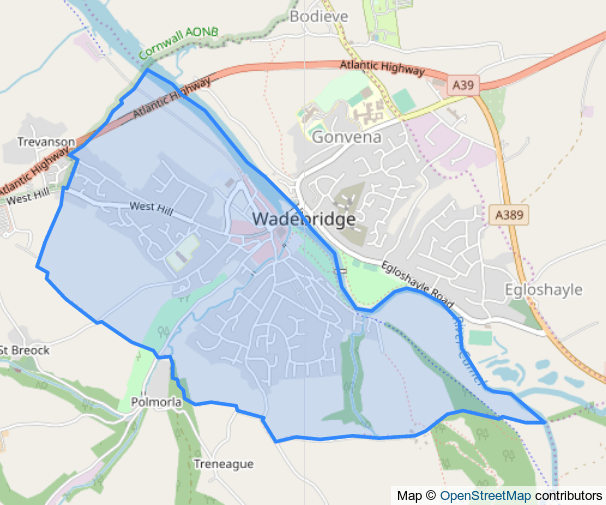 Bodieve
Cornwall AONB
Atlantic Highway
A39
Atlantic Highway
Gonvena
Trevanson
Atlantic Highway
West Hill
West Hill
Wadebridge
A389
Egloshayle Road
Egloshayle
River Camel
St Breock
Polmorla
Treneague
Map © OpenStreetMap contributors